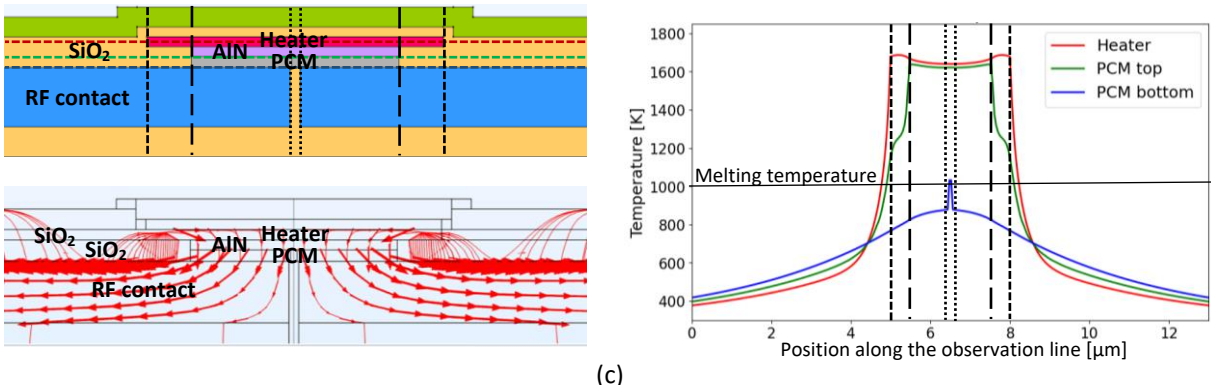 SiO2
AlN
Heater
PCM
RF contact
SiO2
SiO2
AlN
Heater
PCM
RF contact
Temperature [K]
1800
1600
1400
1200
1000
800
600
400
Heater
PCM top
PCM bottom
Melting temperature
0 2 4 6 8 10 12
Position along the observation line [µm]
(c)